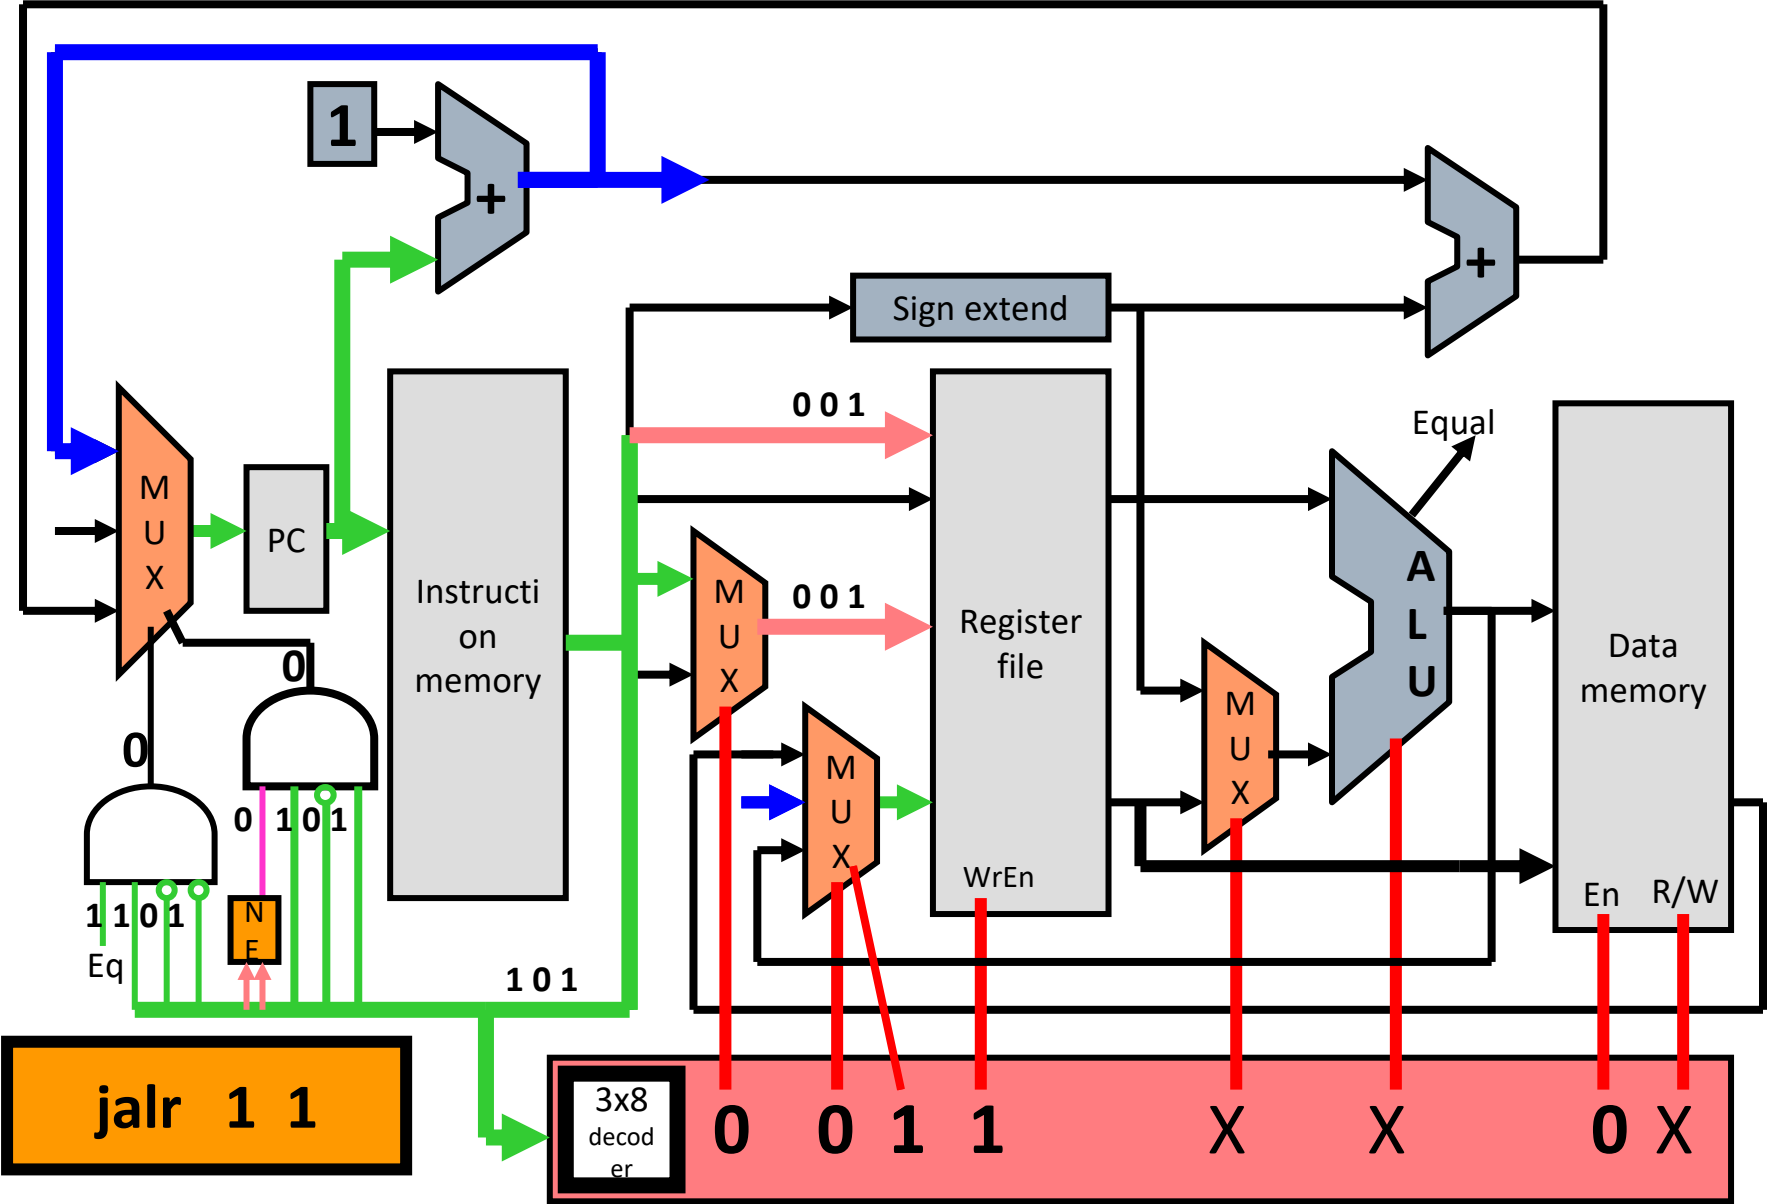 1
+
+
Sign extend
0 0 1
Equal
M
U
X
PC
Instructi
on
memory
M
U
X
0 0 1
Register
file
A
L
U
Data
memory
M
U
X
0
0
M
U
X
0 1 0 1
WrEn
En R/W
1 1 0 1
N
E
Eq
1 0 1
jalr 1 1
3x8
decod
er
0 0 1 1 X X 0 X